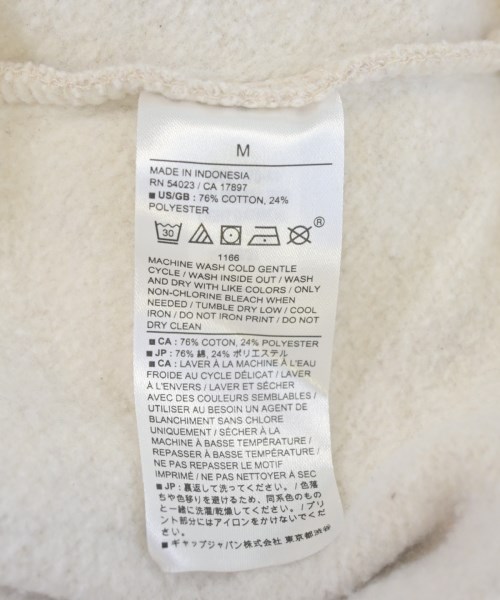 M
MADE IN INDONESIA
RN 54023 / CA 17897
■ US/GB : 76% COTTON, 24%
POLYESTER
30
®
1166
MACHINE WASH COLD GENTLE
CYCLE / WASH INSIDE OUT / WASH
AND DRY WITH LIKE COLORS / ONLY
NON-CHLORINE BLEACH WHEN
NEEDED / TUMBLE DRY LOW / COOL
IRON / DO NOT IRON PRINT / DO NOT
DRY CLEAN
■ CA : 76% COTON, 24% POLYESTER
■ JP : 76% 綿, 24% ポリエステル
■ CA : LAVER À LA MACHINE À L'EAU
FROIDE AU CYCLE DÉLICAT / LAVER
À L'ENVERS / LAVER ET SÉCHER
AVEC DES COULEURS SEMBLABLES /
UTILISER AU BESOIN UN AGENT DE
BLANCHIMENT SANS CHLORE
UNIQUEMENT / SÉCHER À LA
MACHINE À BASSE TEMPÉRATURE /
REPASSER À BASSE TEMPÉRATURE /
NE PAS REPASSER LE MOTIF
IMPRIMÉ / NE PAS NETTOYER À SEC
■ JP : 裏返して洗ってください。/ 色落
ちや色移りを避けるため、同系色のもの
と一緒に洗濯/乾燥してください。/ プリ
ント部分にはアイロンをかけないでくだ
さい。
■ ギャップジャパン株式会社 東京都渋谷